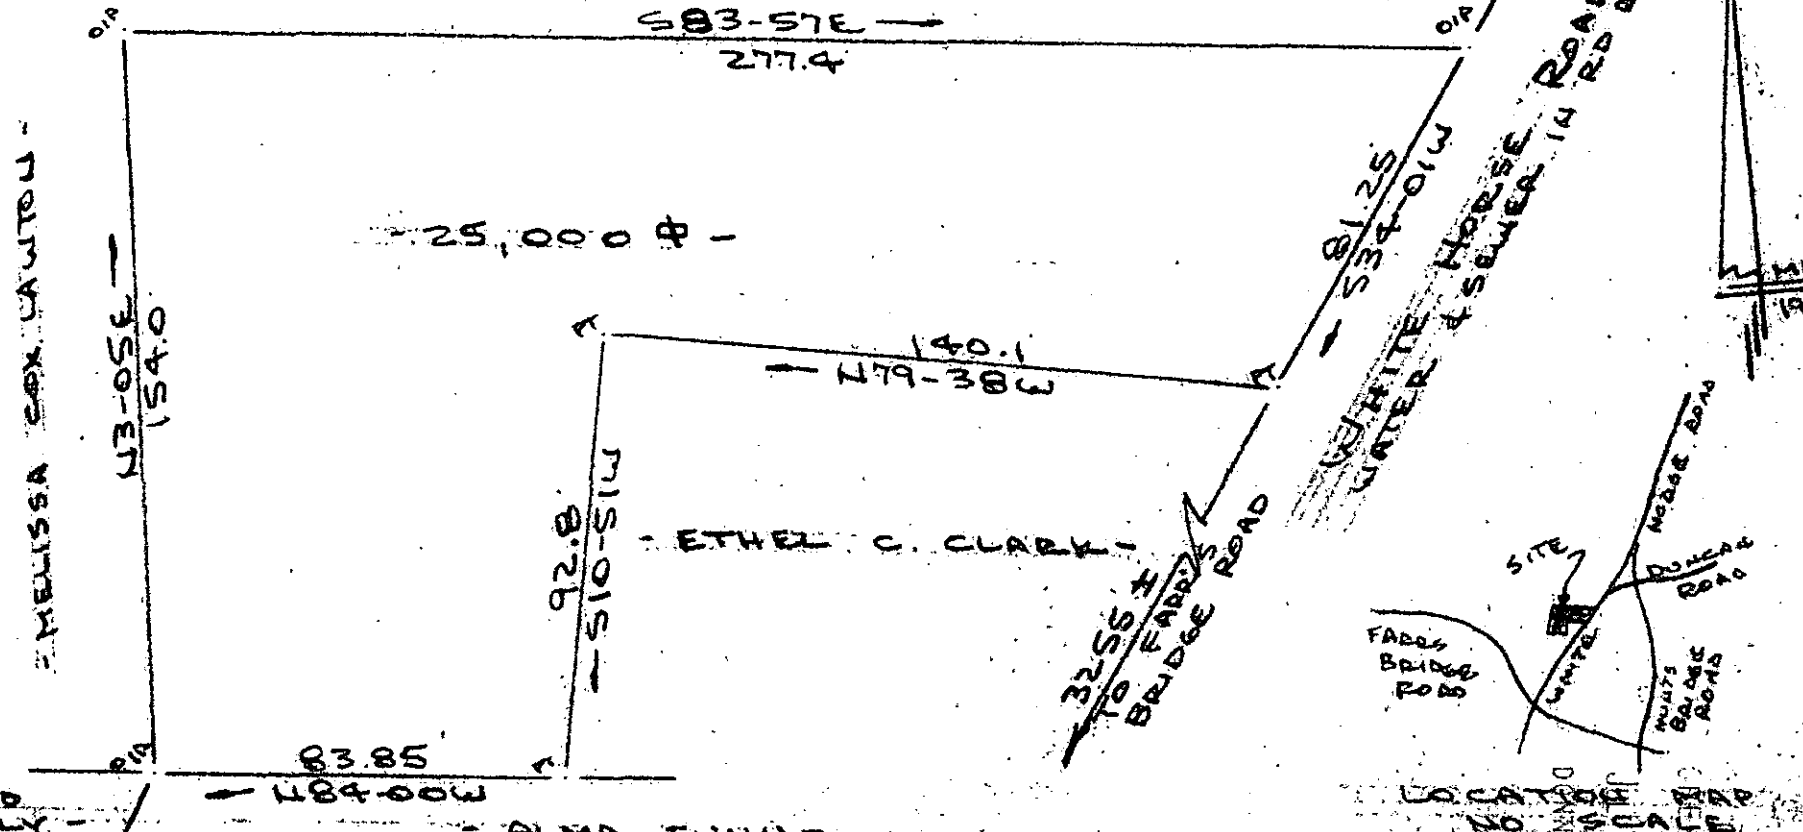 OIP
S83-57E
277.4
OIP
- MELISSA COX LAWTON -
N3-05E
154.0
- 25,000 ⌽ -
81.25
S34-01W
WHITE HORSE ROAD
WATER & SEWER IN RD
140.1
N79-38W
92.8
S10-51W
- ETHEL C. CLARK -
3255 ±
TO FARR'S
BRIDGE ROAD
OIP
83.85
N84-00W
SITE
HODGE ROAD
DUNCAN
ROAD
FARRS
BRIDGE
ROAD
WHITE
HUNTS
BRIDGE
ROAD
LOCATION MAP
NO SCALE